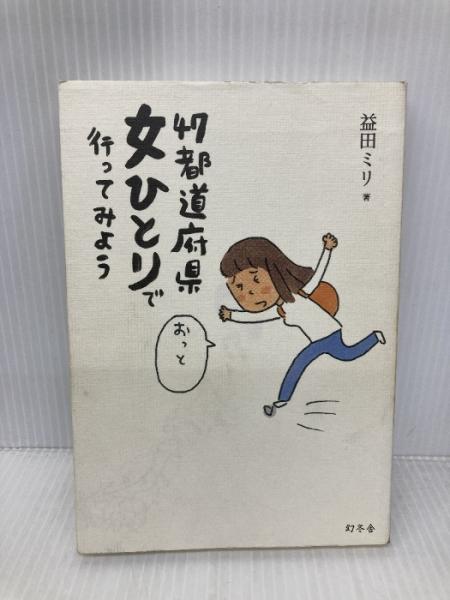 益田ミリ 著
47都道府県
女ひとりで
行ってみよう
おっと
幻冬舎